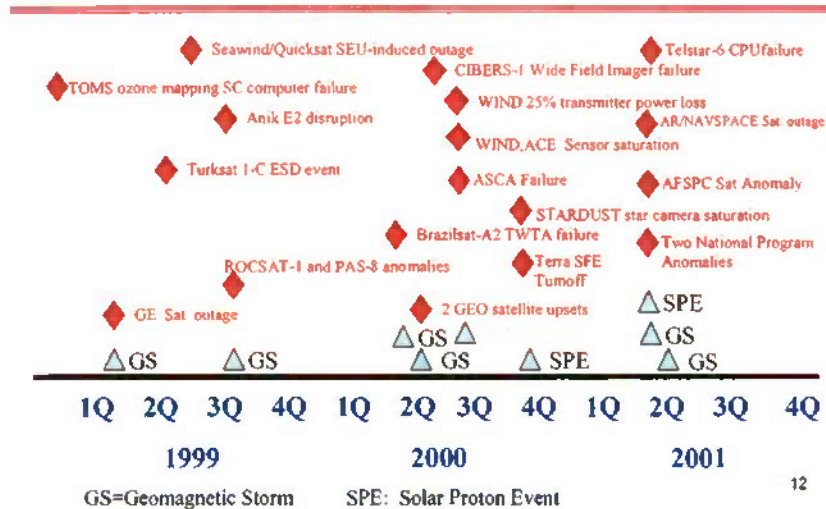 Seawind/Quicksat SEU-induced outage
Telstar-6 CPUfailure
CIBERS-1 Wide Field Imager failure
TOMS ozone mapping SC computer failure
WIND 25% transmitter power loss
Anik E2 disruption
AR/NAVSPACE Sat. outage
WIND,ACE Sensor saturation
Turksat 1-C ESD event
ASCA Failure
AFSPC Sat Anomaly
STARDUST star camera saturation
Brazilsat-A2 TWTA failure
Two National Program
Anomalies
ROCSAT-1 and PAS-8 anomalies
Terra SFE
Turnoff
GE Sat. outage
2 GEO satellite upsets
SPE
GS
GS
GS GS GS SPE GS
1Q 2Q 3Q 4Q 1Q 2Q 3Q 4Q 1Q 2Q 3Q 4Q
1999 2000 2001
GS=Geomagnetic Storm SPE: Solar Proton Event
12